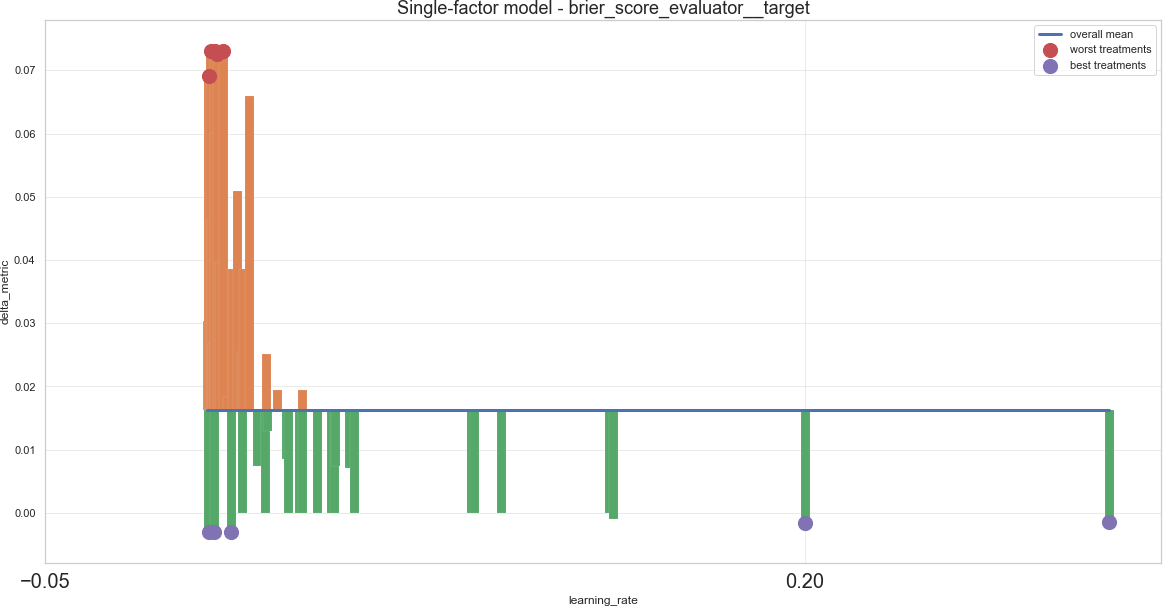 Single-factor model - brier_score_evaluator__target
overall mean
worst treatments
best treatments
delta_metric
0.07
0.06
0.05
0.04
0.03
0.02
0.01
0.00
−0.05
0.20
learning_rate